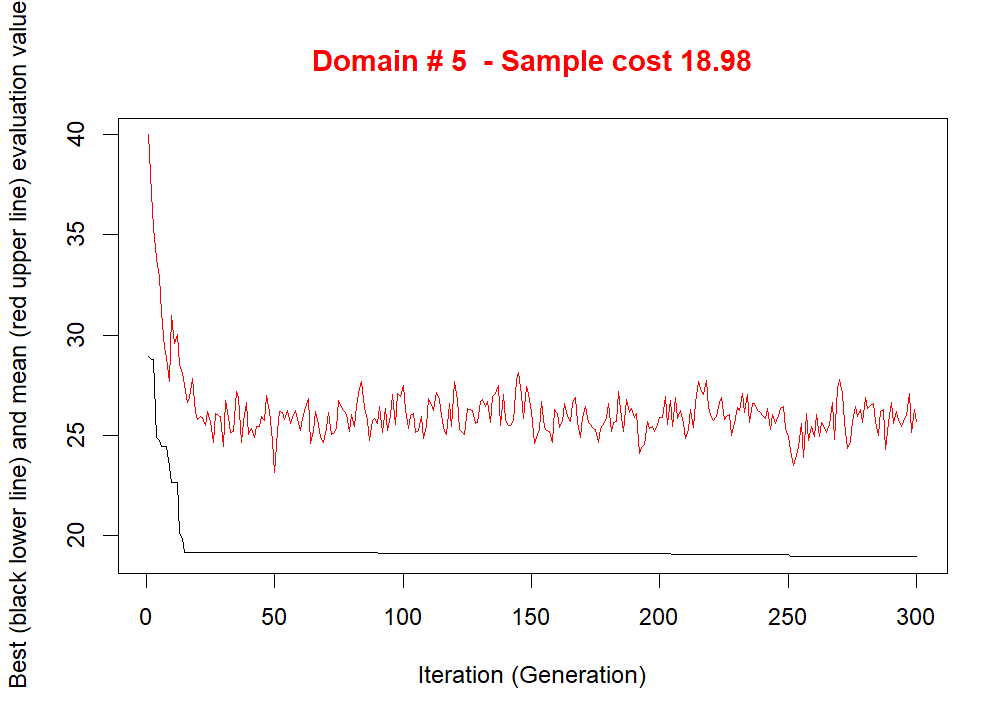 Domain # 5  - Sample cost 18.98
Best (black lower line) and mean (red upper line) evaluation value
40
35
30
25
20
0 50 100 150 200 250 300
Iteration (Generation)